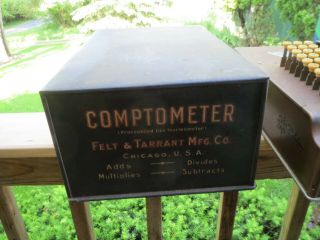 COMPTOMETER
(Pronounced like thermometer)
FELT & TARRANT MFG. CO.
CHICAGO, U.S.A.
Adds Divides
Multiplies Subtracts